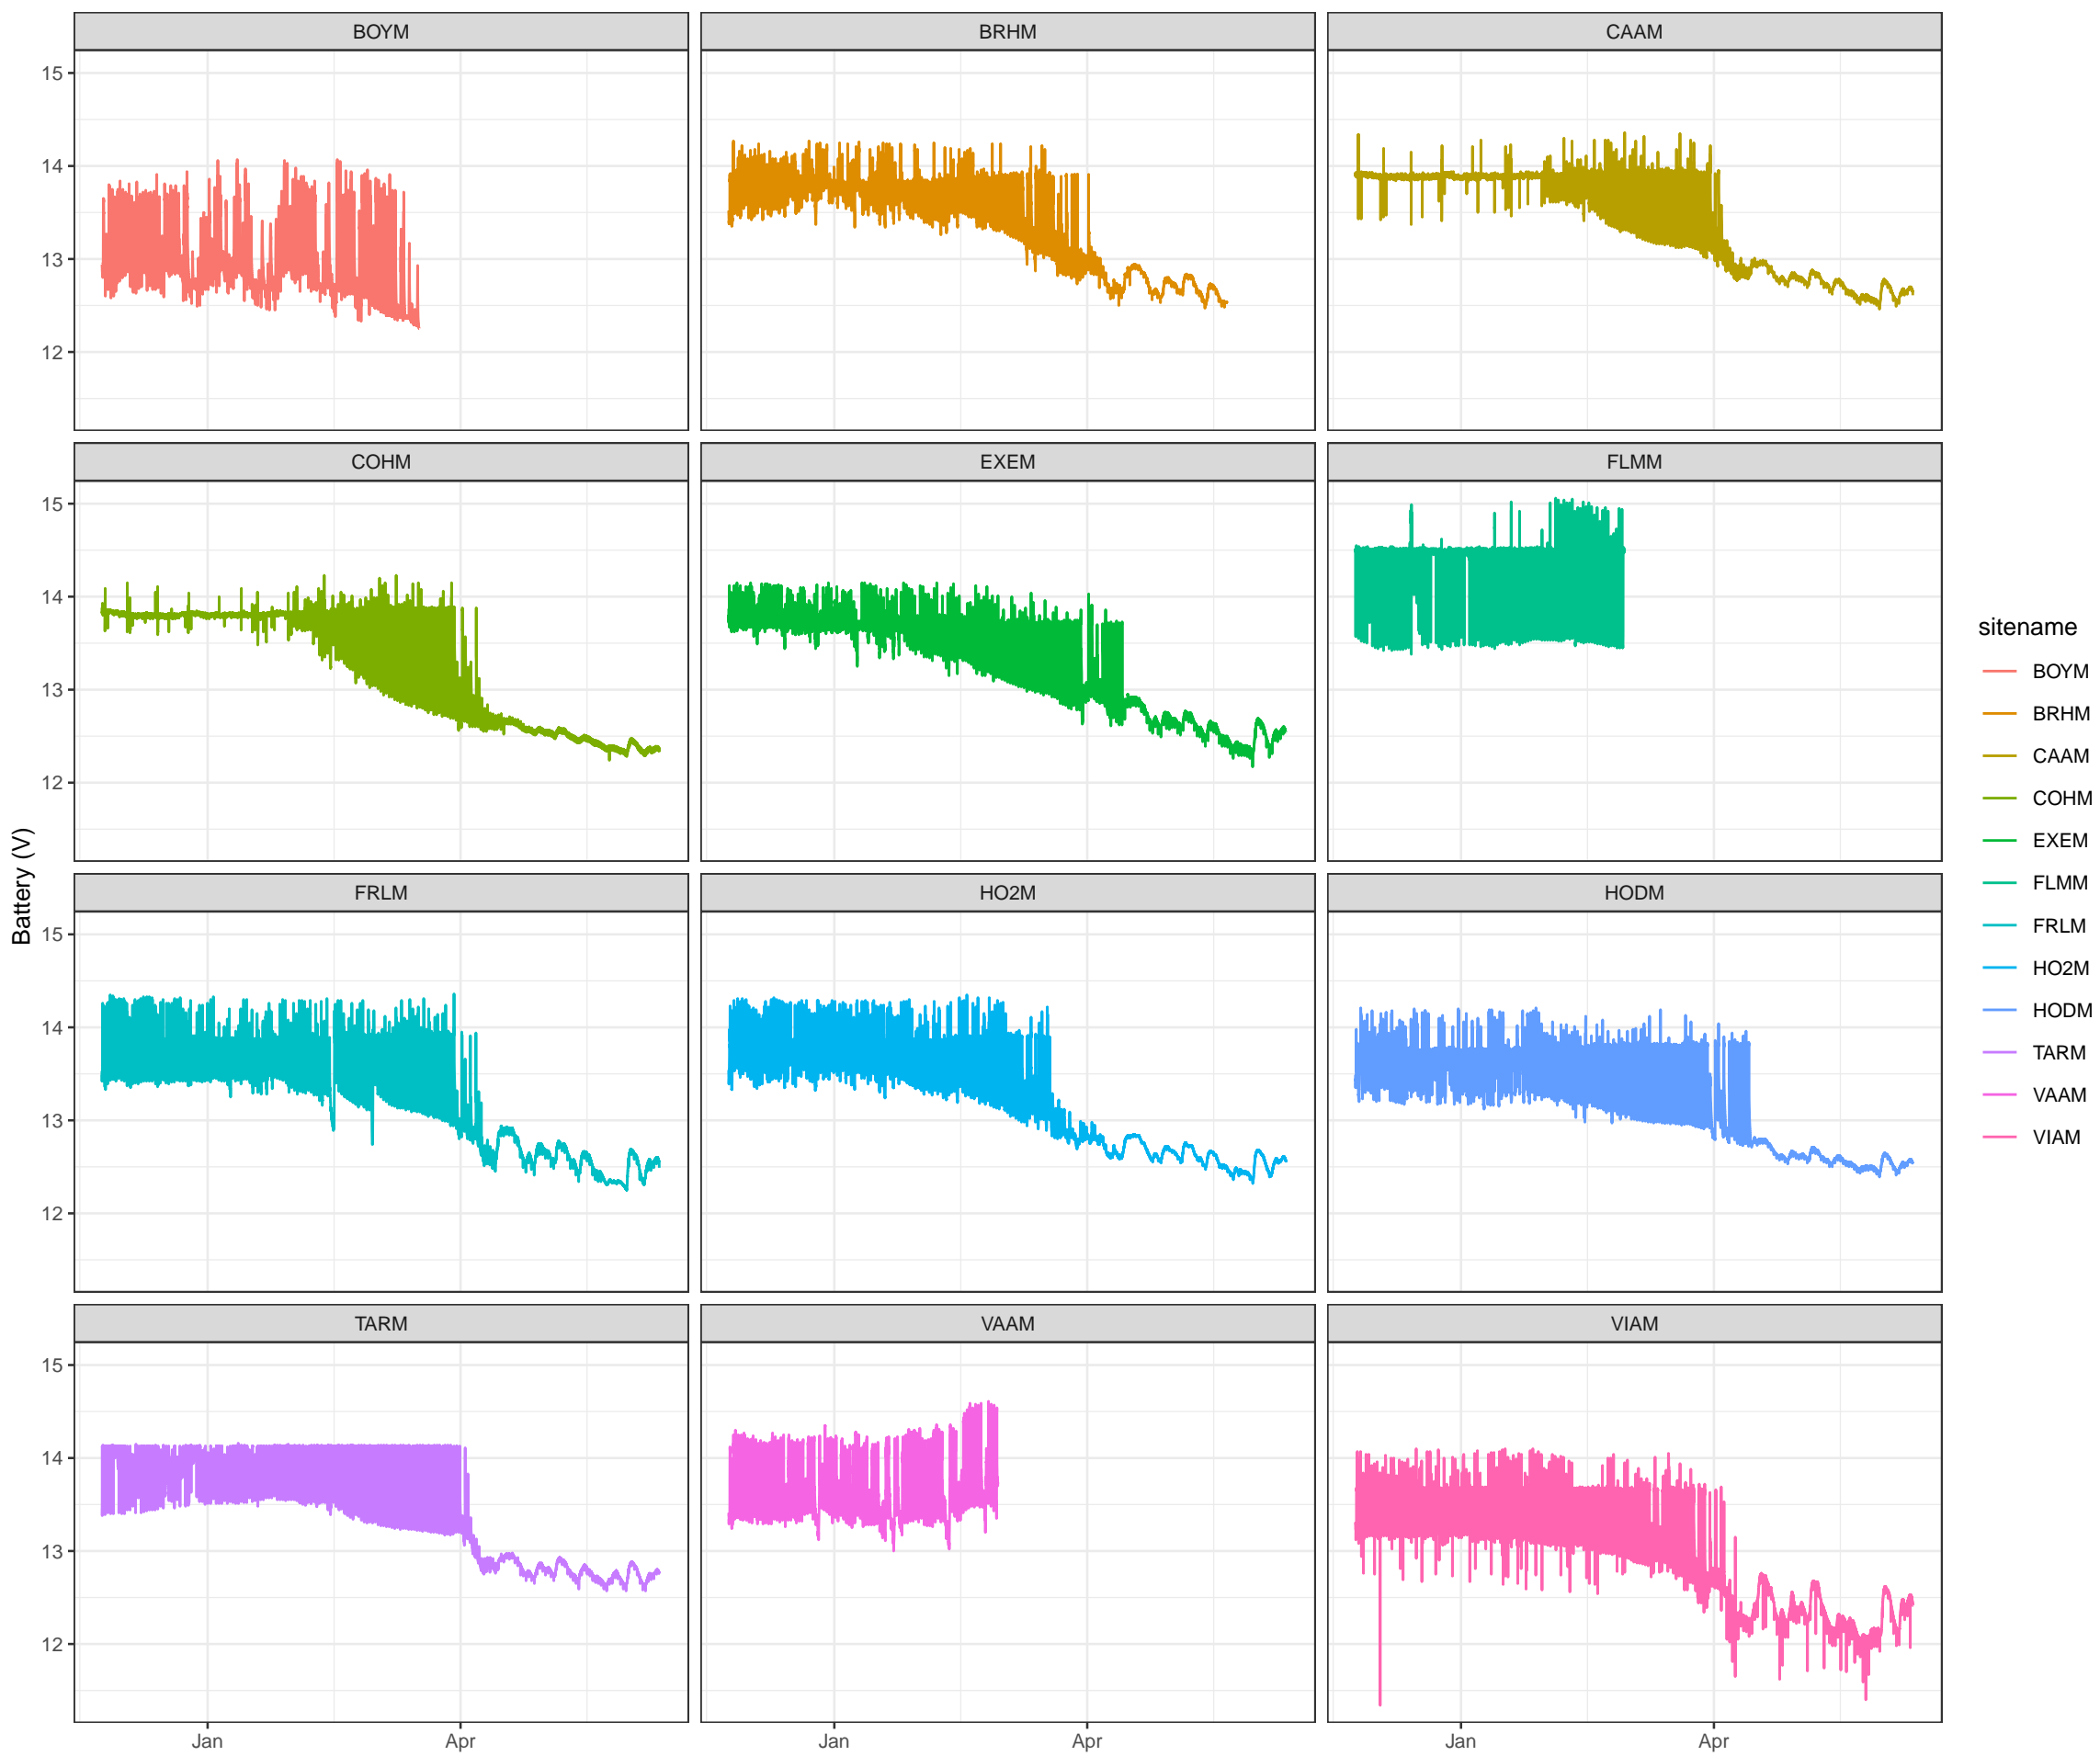 BOYM
BRHM
CAAM
15
14
13
12
COHM
EXEM
FLMM
15
14
13
12
FRLM
HO2M
HODM
15
14
13
12
TARM
VAAM
VIAM
15
14
13
12
Jan
Apr
Jan
Apr
Jan
Apr
Battery (V)
sitename
BOYM
BRHM
CAAM
COHM
EXEM
FLMM
FRLM
HO2M
HODM
TARM
VAAM
VIAM